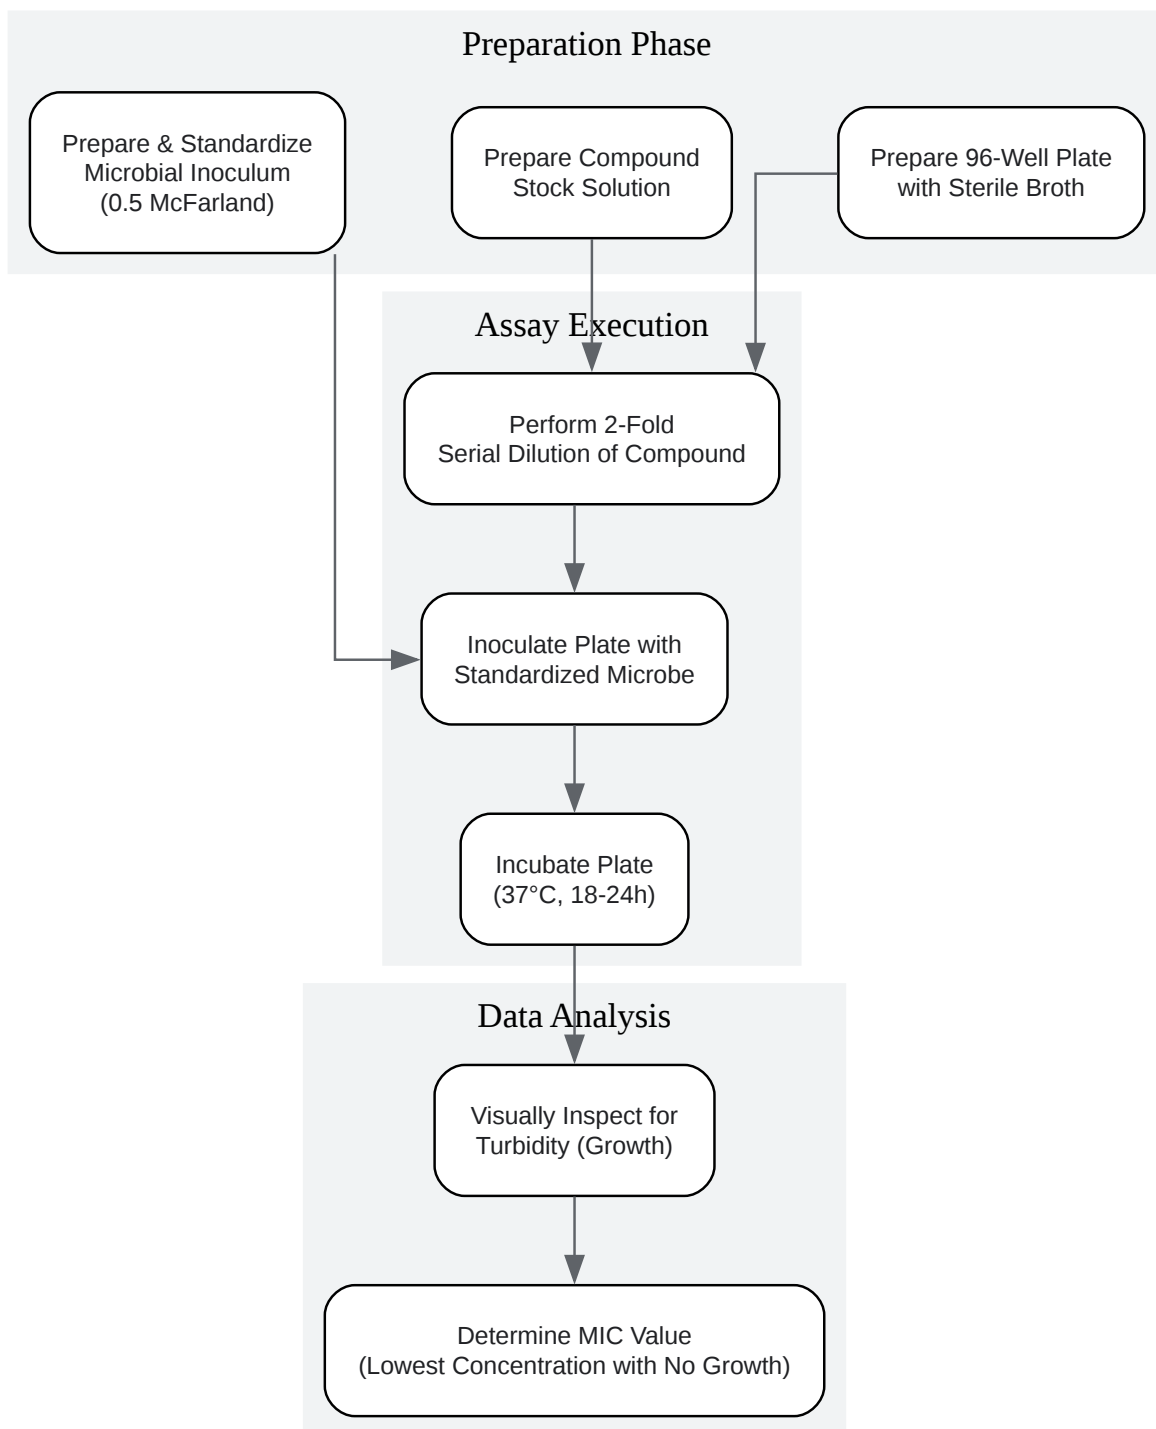 Preparation Phase
Prepare & Standardize
Microbial Inoculum
(0.5 McFarland)
Prepare Compound
Stock Solution
Prepare 96-Well Plate
with Sterile Broth
Assay Execution
Perform 2-Fold
Serial Dilution of Compound
Inoculate Plate with
Standardized Microbe
Incubate Plate
(37°C, 18-24h)
Data Analysis
Visually Inspect for
Turbidity (Growth)
Determine MIC Value
(Lowest Concentration with No Growth)